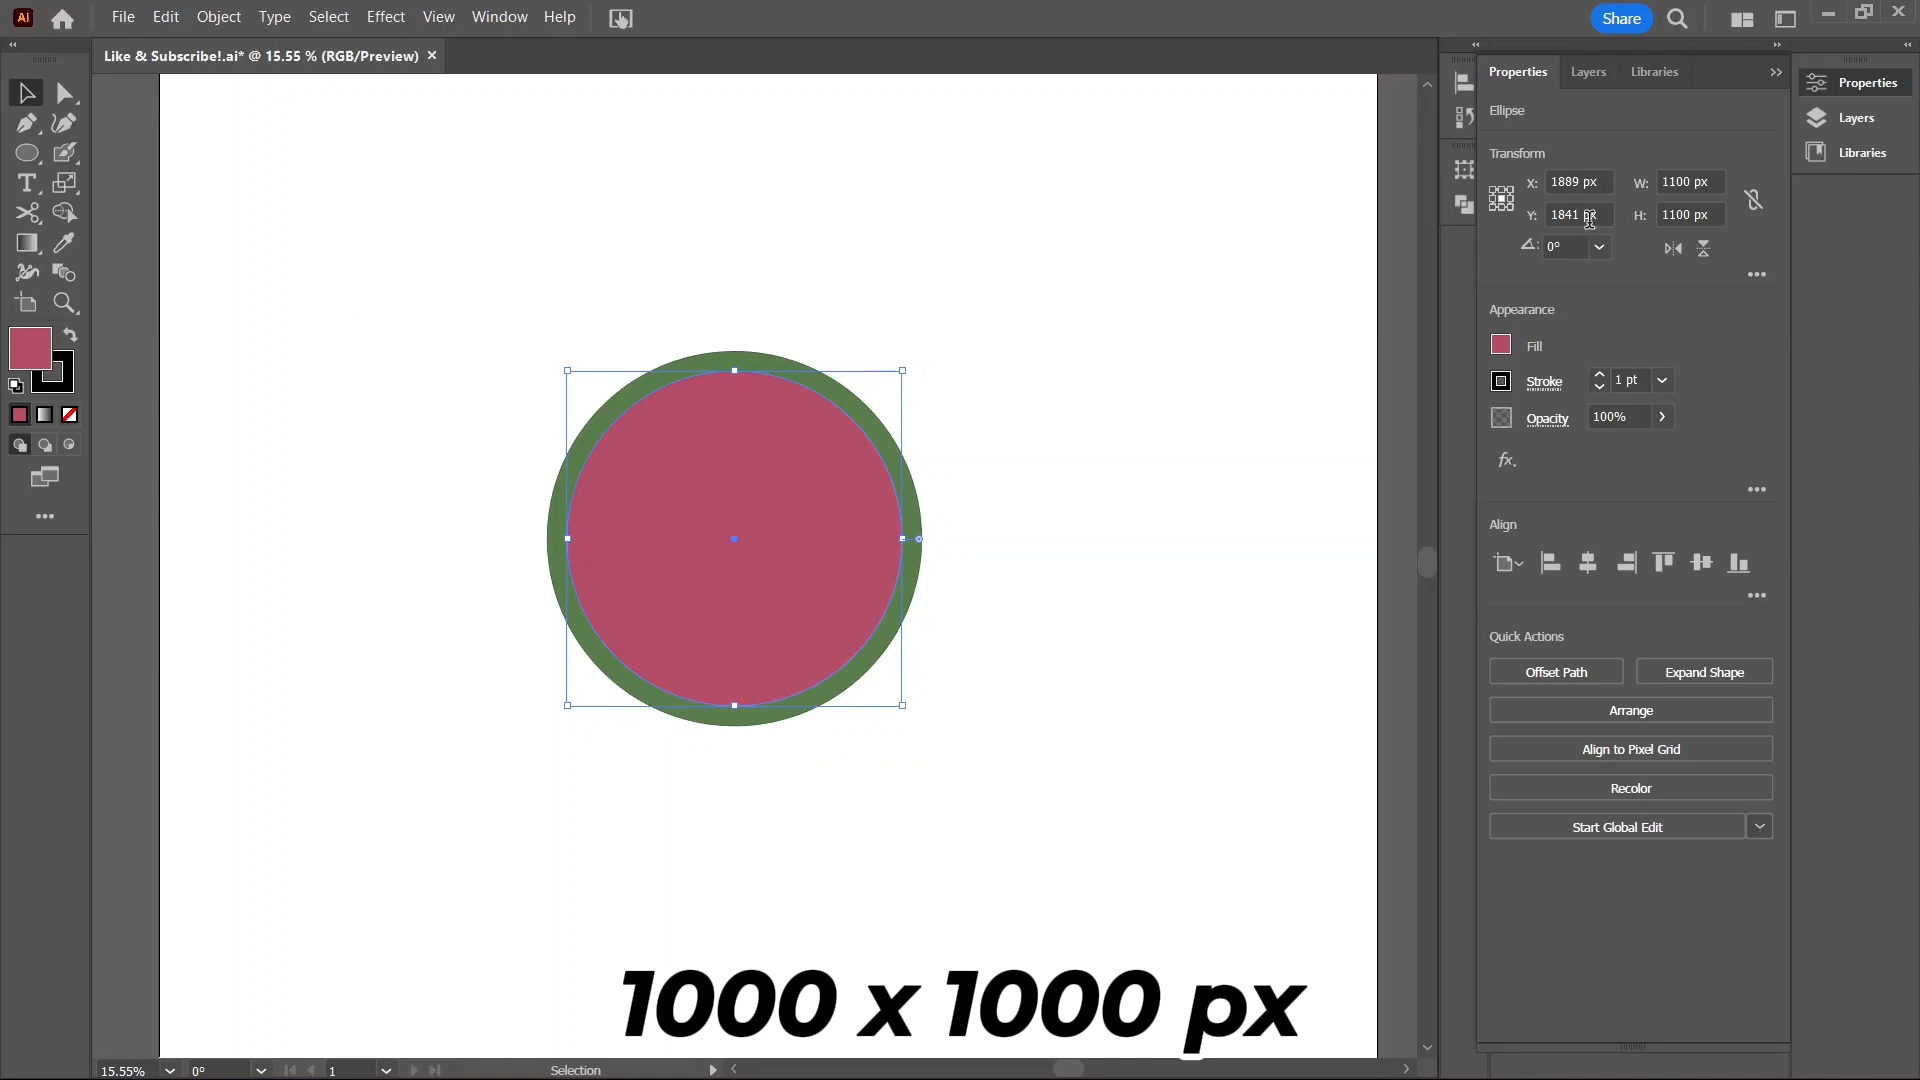 Ai File Edit Object Type Select Effect View Window Help Share
Like & Subscribe!.ai* @ 15.55 % (RGB/Preview) ×
Properties Layers Libraries
Ellipse
Transform
X: 1889 px W: 1100 px
Y: 1841 px H: 1100 px
0°
Appearance
Fill
Stroke 1 pt
Opacity 100%
fx.
Align
Quick Actions
Offset Path Expand Shape
Arrange
Align to Pixel Grid
Recolor
Start Global Edit
Properties
Layers
Libraries
1000 x 1000 px
15.55% 0° 1 Selection